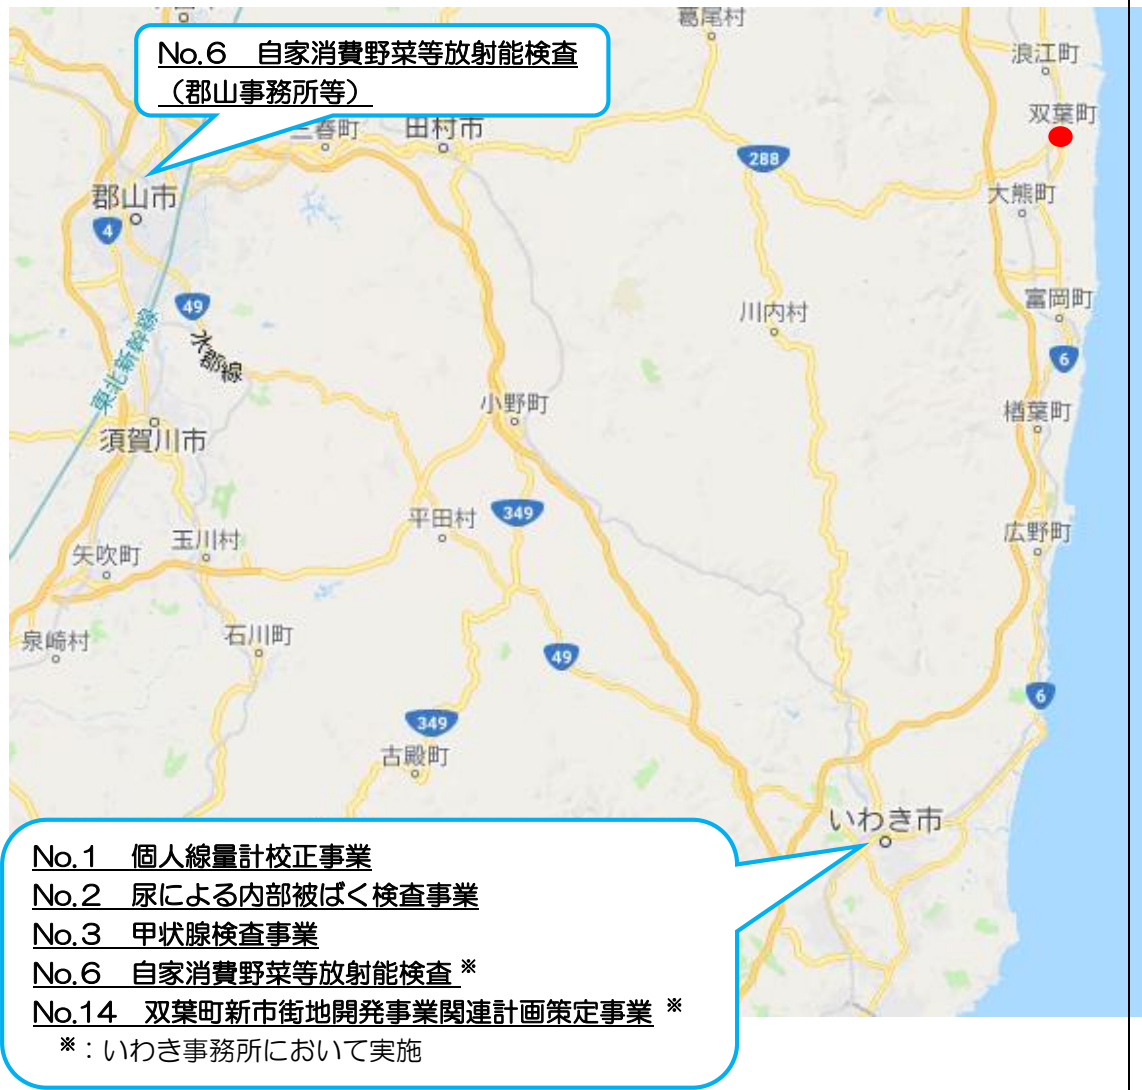 葛尾村
No.6 自家消費野菜等放射能検査
（郡山事務所等）
浪江町
双葉町
三春町
田村市
288
郡山市
大熊町
4
49
富岡町
川内村
水郡線
東北新幹線
6
小野町
楢葉町
須賀川市
349
平田村
広野町
玉川村
矢吹町
石川町
泉崎村
49
6
349
古殿町
いわき市
No.1 個人線量計校正事業
No.2 尿による内部被ばく検査事業
No.3 甲状腺検査事業
No.6 自家消費野菜等放射能検査 ※
No.14 双葉町新市街地開発事業関連計画策定事業 ※
※：いわき事務所において実施